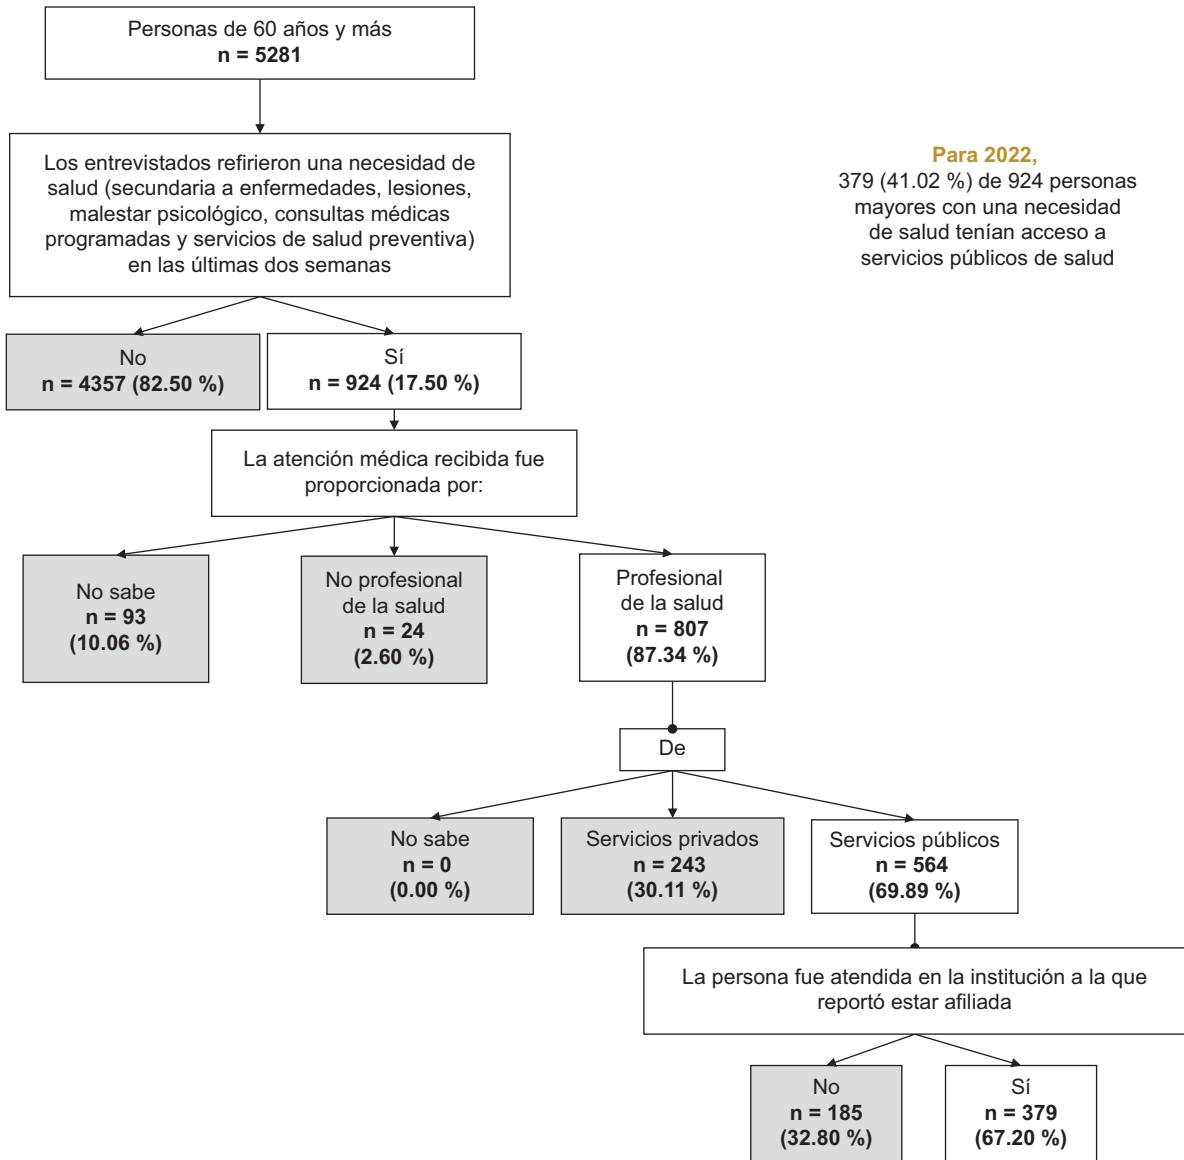 Personas de 60 años y más
n = 5281
Los entrevistados refirieron una necesidad de
salud (secundaria a enfermedades, lesiones,
malestar psicológico, consultas médicas
programadas y servicios de salud preventiva)
en las últimas dos semanas
Para 2022,
379 (41.02 %) de 924 personas
mayores con una necesidad
de salud tenían acceso a
servicios públicos de salud
No
n = 4357 (82.50 %)
Sí
n = 924 (17.50 %)
La atención médica recibida fue
proporcionada por:
No sabe
n = 93
(10.06 %)
No profesional
de la salud
n = 24
(2.60 %)
Profesional
de la salud
n = 807
(87.34 %)
De
No sabe
n = 0
(0.00 %)
Servicios privados
n = 243
(30.11 %)
Servicios públicos
n = 564
(69.89 %)
La persona fue atendida en la institución a la que
reportó estar afiliada
No
n = 185
(32.80 %)
Sí
n = 379
(67.20 %)